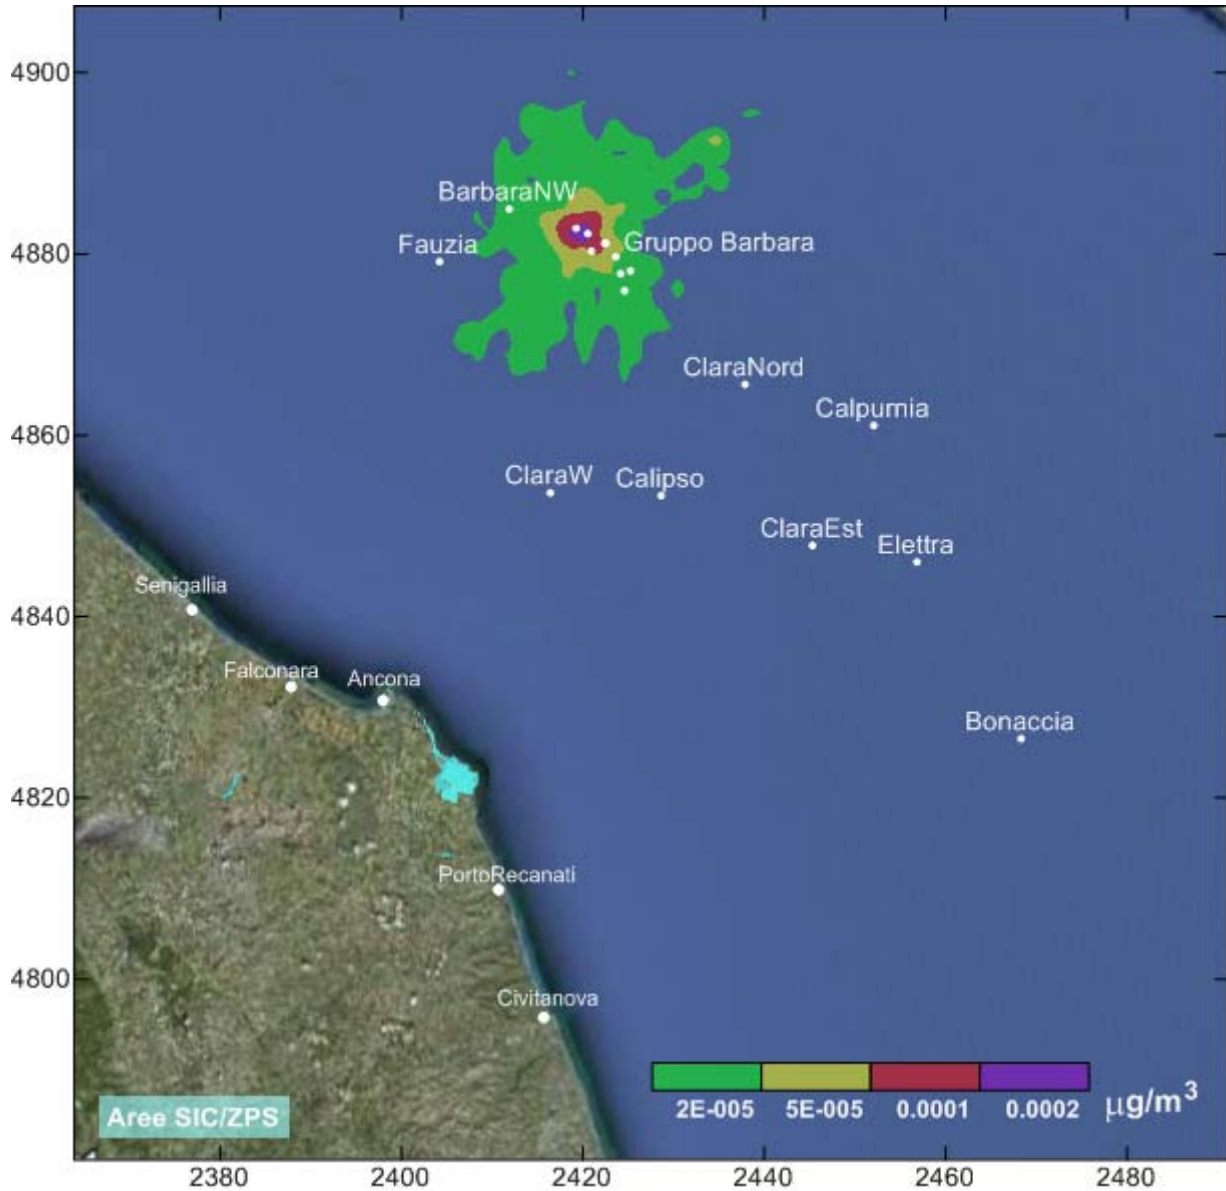 4900
BarbaraNW
Gruppo Barbara
Fauzia
4880
ClaraNord
Calpurnia
4860
ClaraW
Calipso
ClaraEst
Elettra
Senigallia
4840
Falconara
Ancona
Bonaccia
4820
PortoRecanati
4800
Civitanova
2E-005 5E-005 0.0001 0.0002 µg/m³
Aree SIC/ZPS
2380 2400 2420 2440 2460 2480